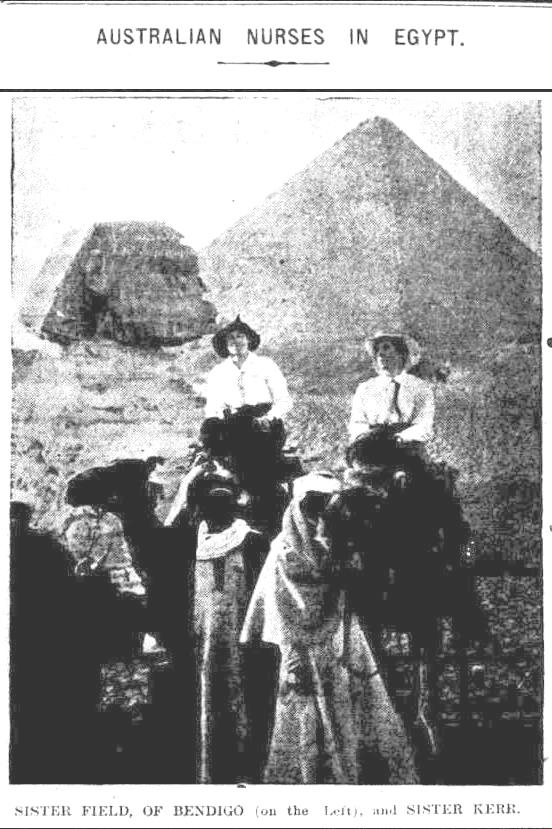 AUSTRALIAN NURSES IN EGYPT.
SISTER FIELD, OF BENDIGO (on the Left), and SISTER KERR.